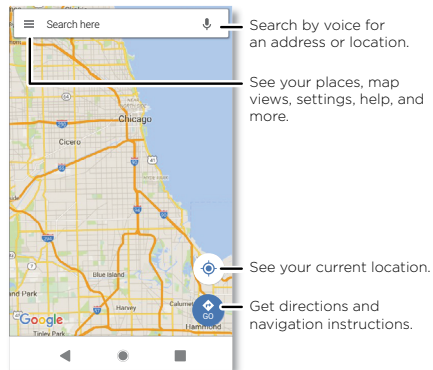 Search here
Search by voice for
an address or location.
See your places, map
views, settings, help, and
more.
Chicago
Cicero
See your current location.
Blue Island
Get directions and
navigation instructions.
GO
Harvey
Calumet
Google
Hammond
Tinley Park